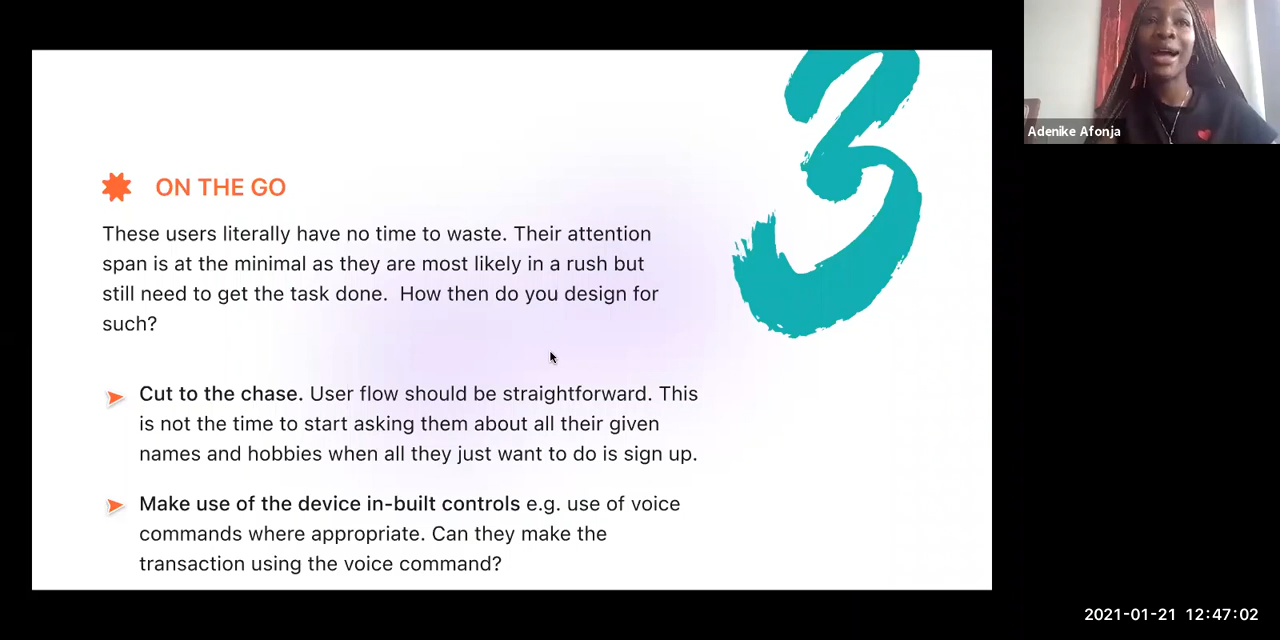 3
ON THE GO
These users literally have no time to waste. Their attention
span is at the minimal as they are most likely in a rush but
still need to get the task done.  How then do you design for
such?
Cut to the chase. User flow should be straightforward. This
is not the time to start asking them about all their given
names and hobbies when all they just want to do is sign up.
Make use of the device in-built controls e.g. use of voice
commands where appropriate. Can they make the
transaction using the voice command?
Adenike Afonja
2021-01-21 12:47:02